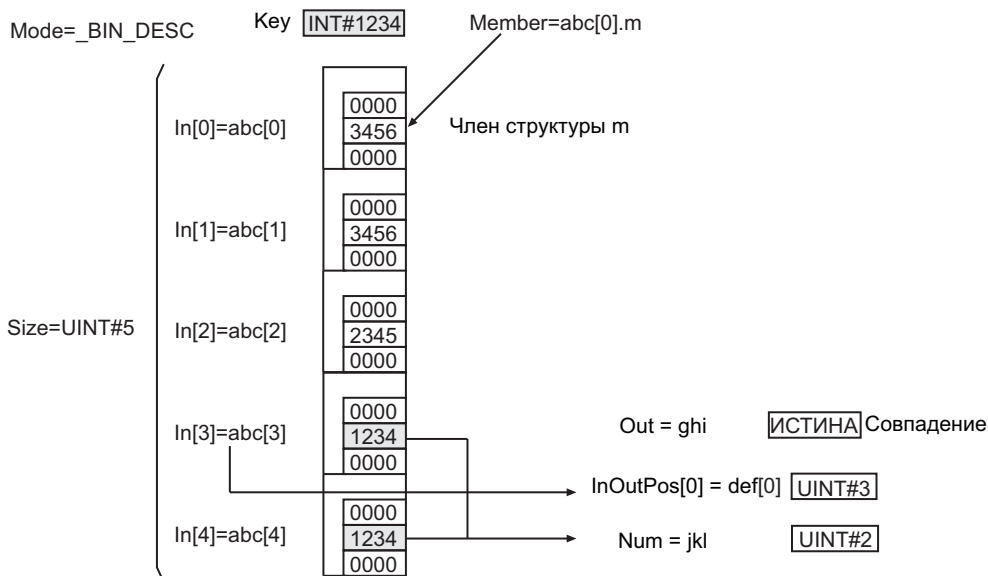 Mode=_BIN_DESC
Key INT#1234
Member=abc[0].m
0000
In[0]=abc[0] 3456 Член структуры m
0000
0000
In[1]=abc[1] 3456
0000
0000
Size=UINT#5 In[2]=abc[2] 2345
0000
0000
In[3]=abc[3] 1234 Out = ghi ИСТИНА Совпадение
0000
InOutPos[0] = def[0] UINT#3
0000
In[4]=abc[4] 1234 Num = jkl UINT#2
0000